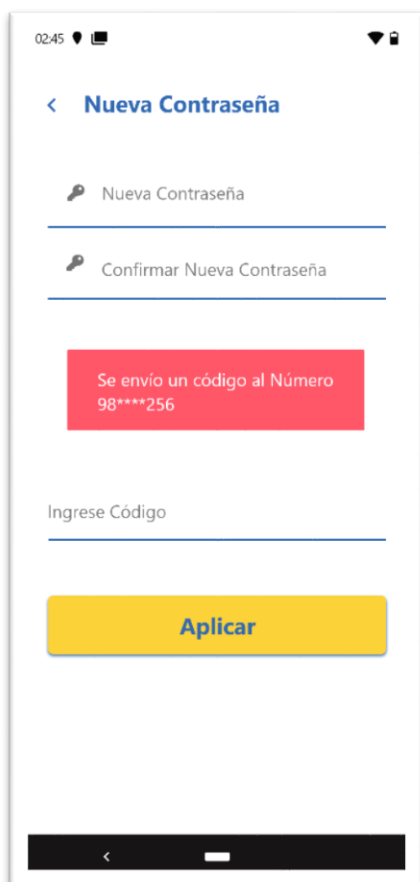 02:45
Nueva Contraseña
Nueva Contraseña
Confirmar Nueva Contraseña
Se envío un código al Número
98****256
Ingrese Código
Aplicar